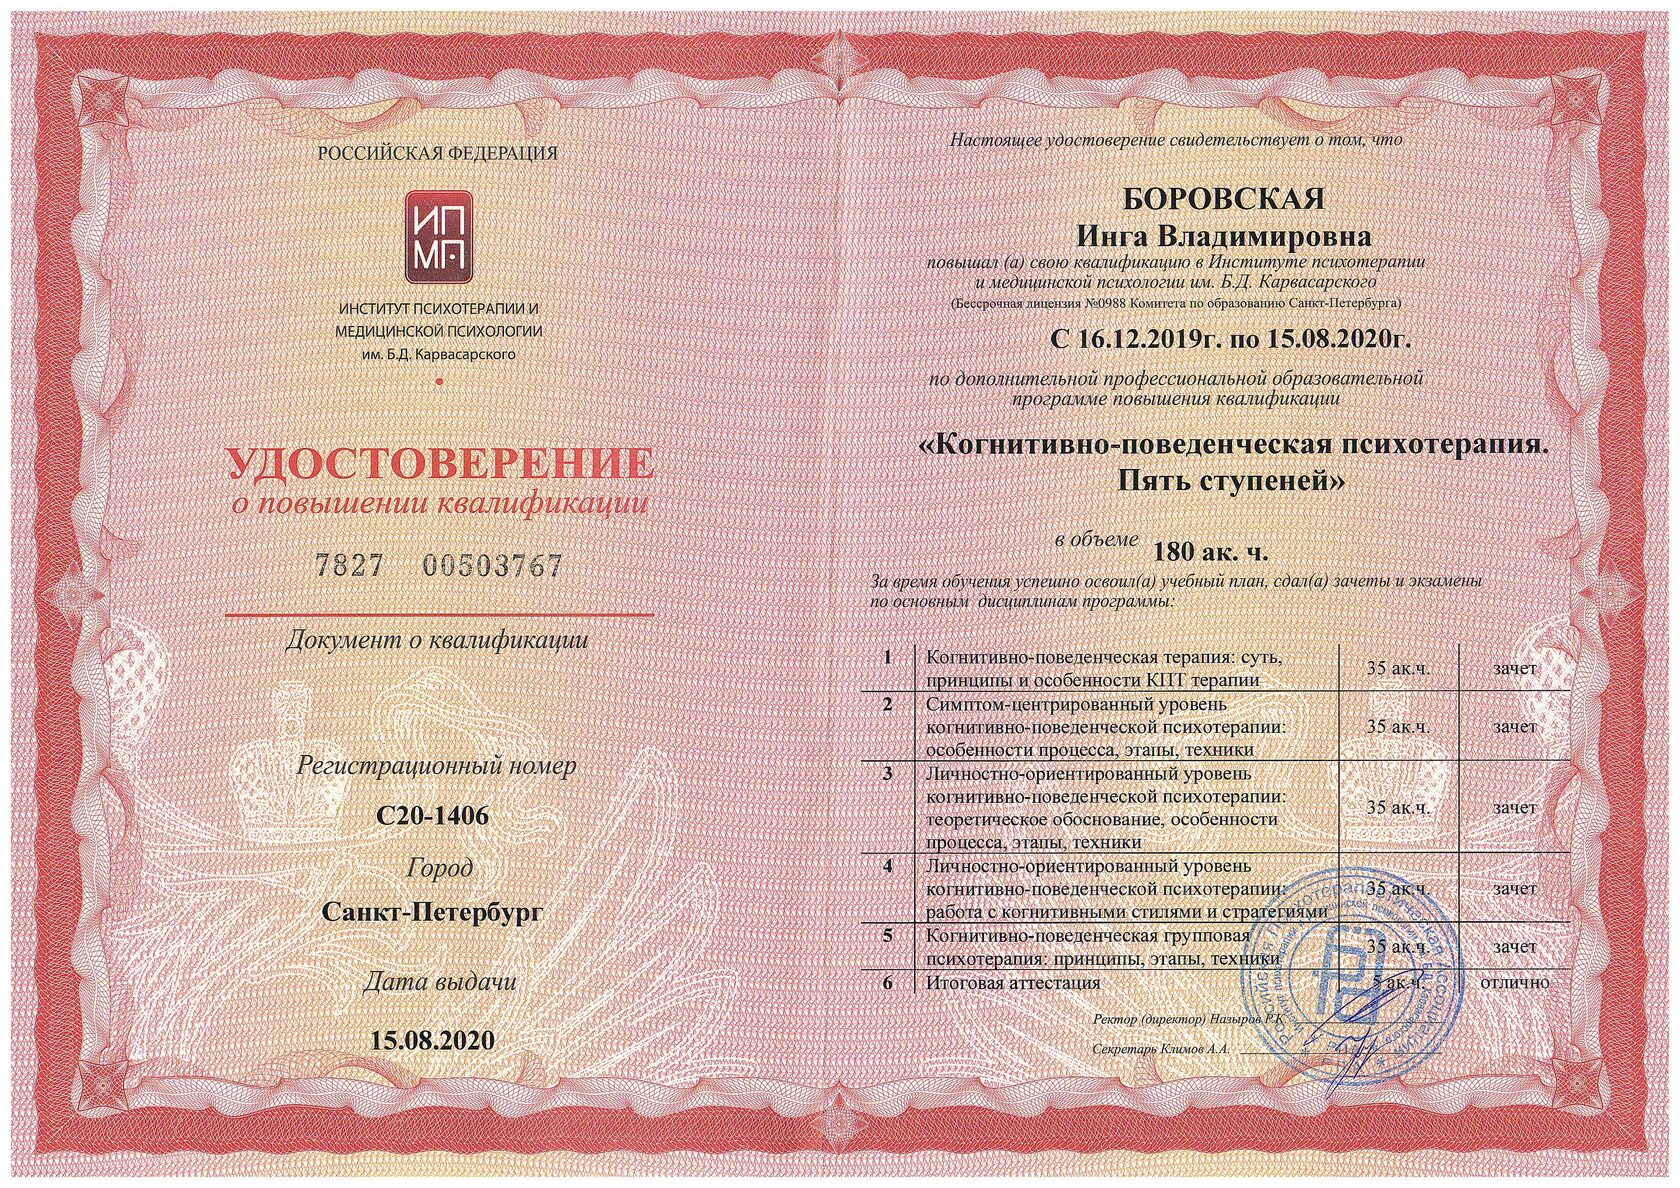 РОССИЙСКАЯ ФЕДЕРАЦИЯ
ИП
МП
ИНСТИТУТ ПСИХОТЕРАПИИ И
МЕДИЦИНСКОЙ ПСИХОЛОГИИ
им. Б.Д. Карвасарского
УДОСТОВЕРЕНИЕ
о повышении квалификации
7827 00503767
Документ о квалификации
Регистрационный номер
С20-1406
Город
Санкт-Петербург
Дата выдачи
15.08.2020
Настоящее удостоверение свидетельствует о том, что
БОРОВСКАЯ
Инга Владимировна
повышал (а) свою квалификацию в Институте психотерапии
и медицинской психологии им. Б.Д. Карвасарского
(Бессрочная лицензия №0988 Комитета по образованию Санкт-Петербурга)
С 16.12.2019г. по 15.08.2020г.
по дополнительной профессиональной образовательной
программе повышения квалификации
«Когнитивно-поведенческая психотерапия.
Пять ступеней»
в объеме 180 ак. ч.
За время обучения успешно освоил(а) учебный план, сдал(а) зачеты и экзамены
по основным дисциплинам программы:
1 Когнитивно-поведенческая терапия: суть, 35 ак.ч. зачет
принципы и особенности КПТ терапии
2 Симптом-центрированный уровень
когнитивно-поведенческой психотерапии: 35 ак.ч. зачет
особенности процесса, этапы, техники
3 Личностно-ориентированный уровень
когнитивно-поведенческой психотерапии: 35 ак.ч. зачет
теоретическое обоснование, особенности
процесса, этапы, техники
4 Личностно-ориентированный уровень
когнитивно-поведенческой психотерапии: 35 ак.ч. зачет
работа с когнитивными стилями и стратегиями
5 Когнитивно-поведенческая групповая 35 ак.ч. зачет
психотерапия: принципы, этапы, техники
6 Итоговая аттестация 5 ак.ч. отлично
Ректор (директор) Назыров Р.К.
Секретарь Климов А.А.
Российская Психотерапевтическая Ассоциация